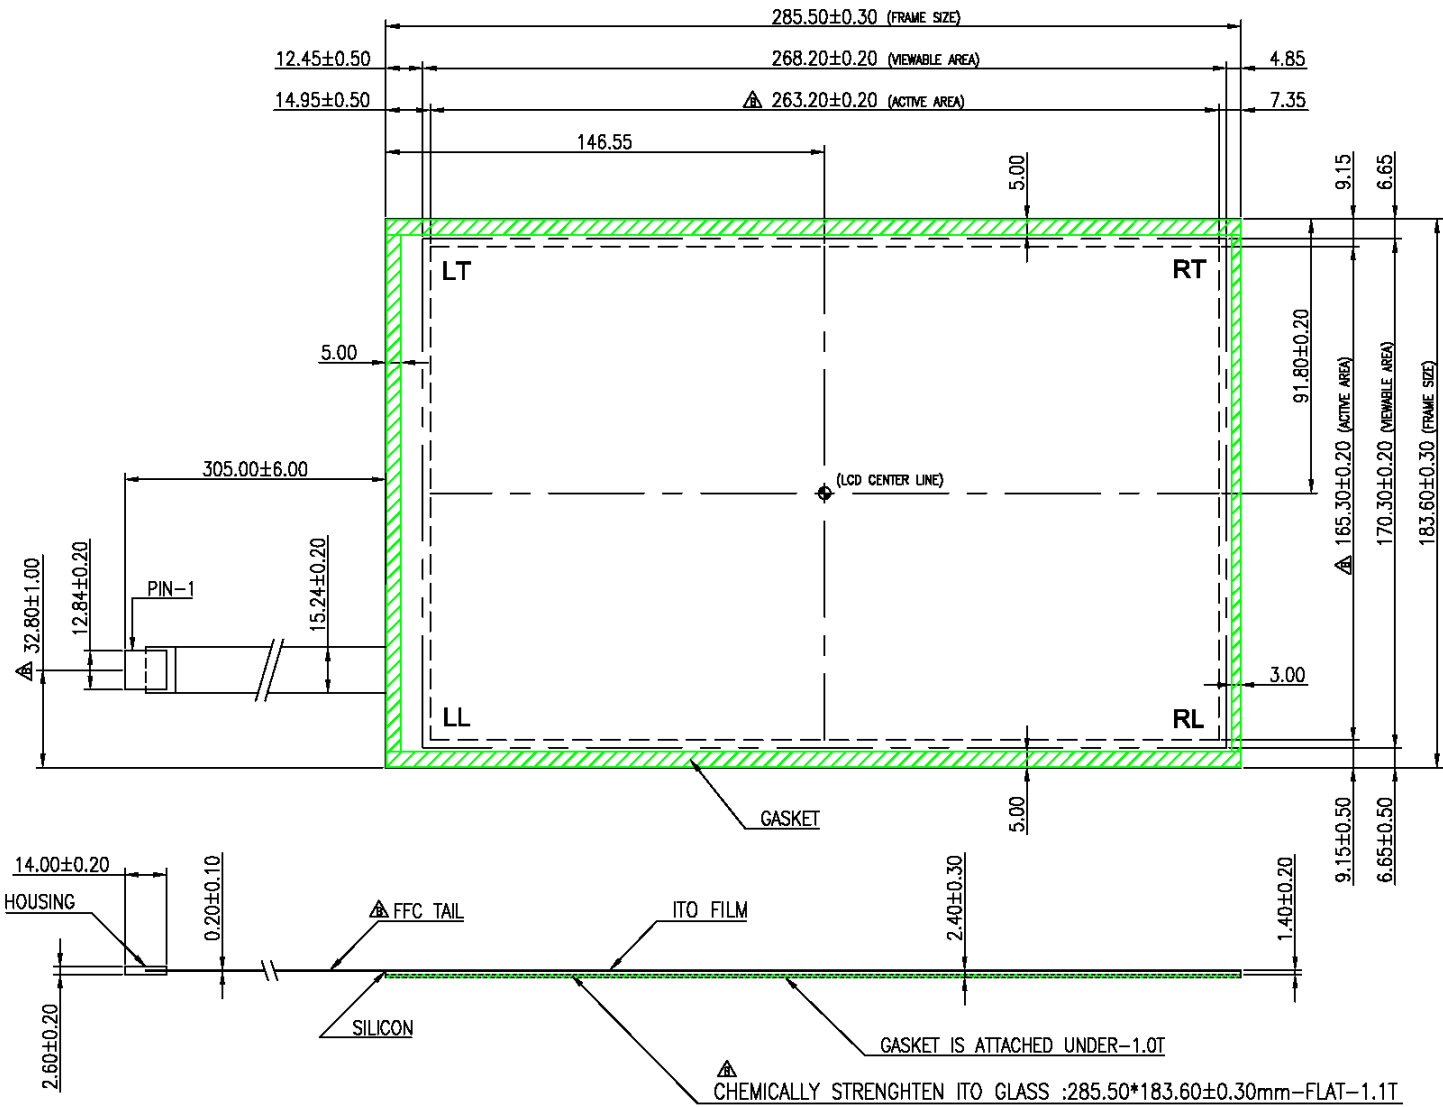 285.50±0.30 (FRAME SIZE)
12.45±0.50
268.20±0.20 (VIEWABLE AREA)
4.85
14.95±0.50
263.20±0.20 (ACTIVE AREA)
7.35
146.55
5.00
9.15
6.65
LT
RT
5.00
91.80±0.20
165.30±0.20 (ACTIVE AREA)
170.30±0.20 (VIEWABLE AREA)
183.60±0.30 (FRAME SIZE)
305.00±6.00
(LCD CENTER LINE)
32.80±1.00
12.84±0.20
PIN-1
15.24±0.20
3.00
LL
RL
GASKET
5.00
9.15±0.50
6.65±0.50
14.00±0.20
HOUSING
0.20±0.10
FFC TAIL
ITO FILM
2.40±0.30
1.40±0.20
2.60±0.20
SILICON
GASKET IS ATTACHED UNDER-1.0T
CHEMICALLY STRENGHTEN ITO GLASS :285.50*183.60±0.30mm-FLAT-1.1T